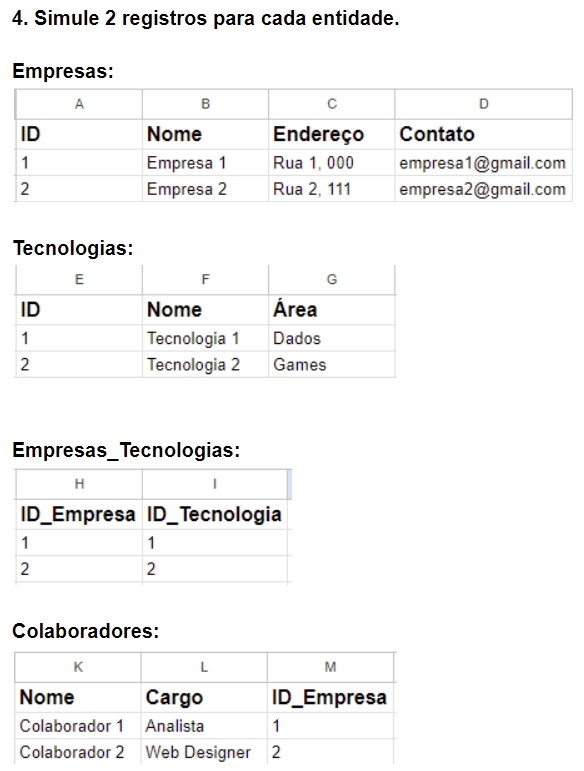 4. Simule 2 registros para cada entidade.
Empresas:
A B C D
ID Nome Endereço Contato
1 Empresa 1 Rua 1, 000 empresa1@gmail.com
2 Empresa 2 Rua 2, 111 empresa2@gmail.com
Tecnologias:
E F G
ID Nome Área
1 Tecnologia 1 Dados
2 Tecnologia 2 Games
Empresas_Tecnologias:
H I
ID_Empresa ID_Tecnologia
1 1
2 2
Colaboradores:
K L M
Nome Cargo ID_Empresa
Colaborador 1 Analista 1
Colaborador 2 Web Designer 2